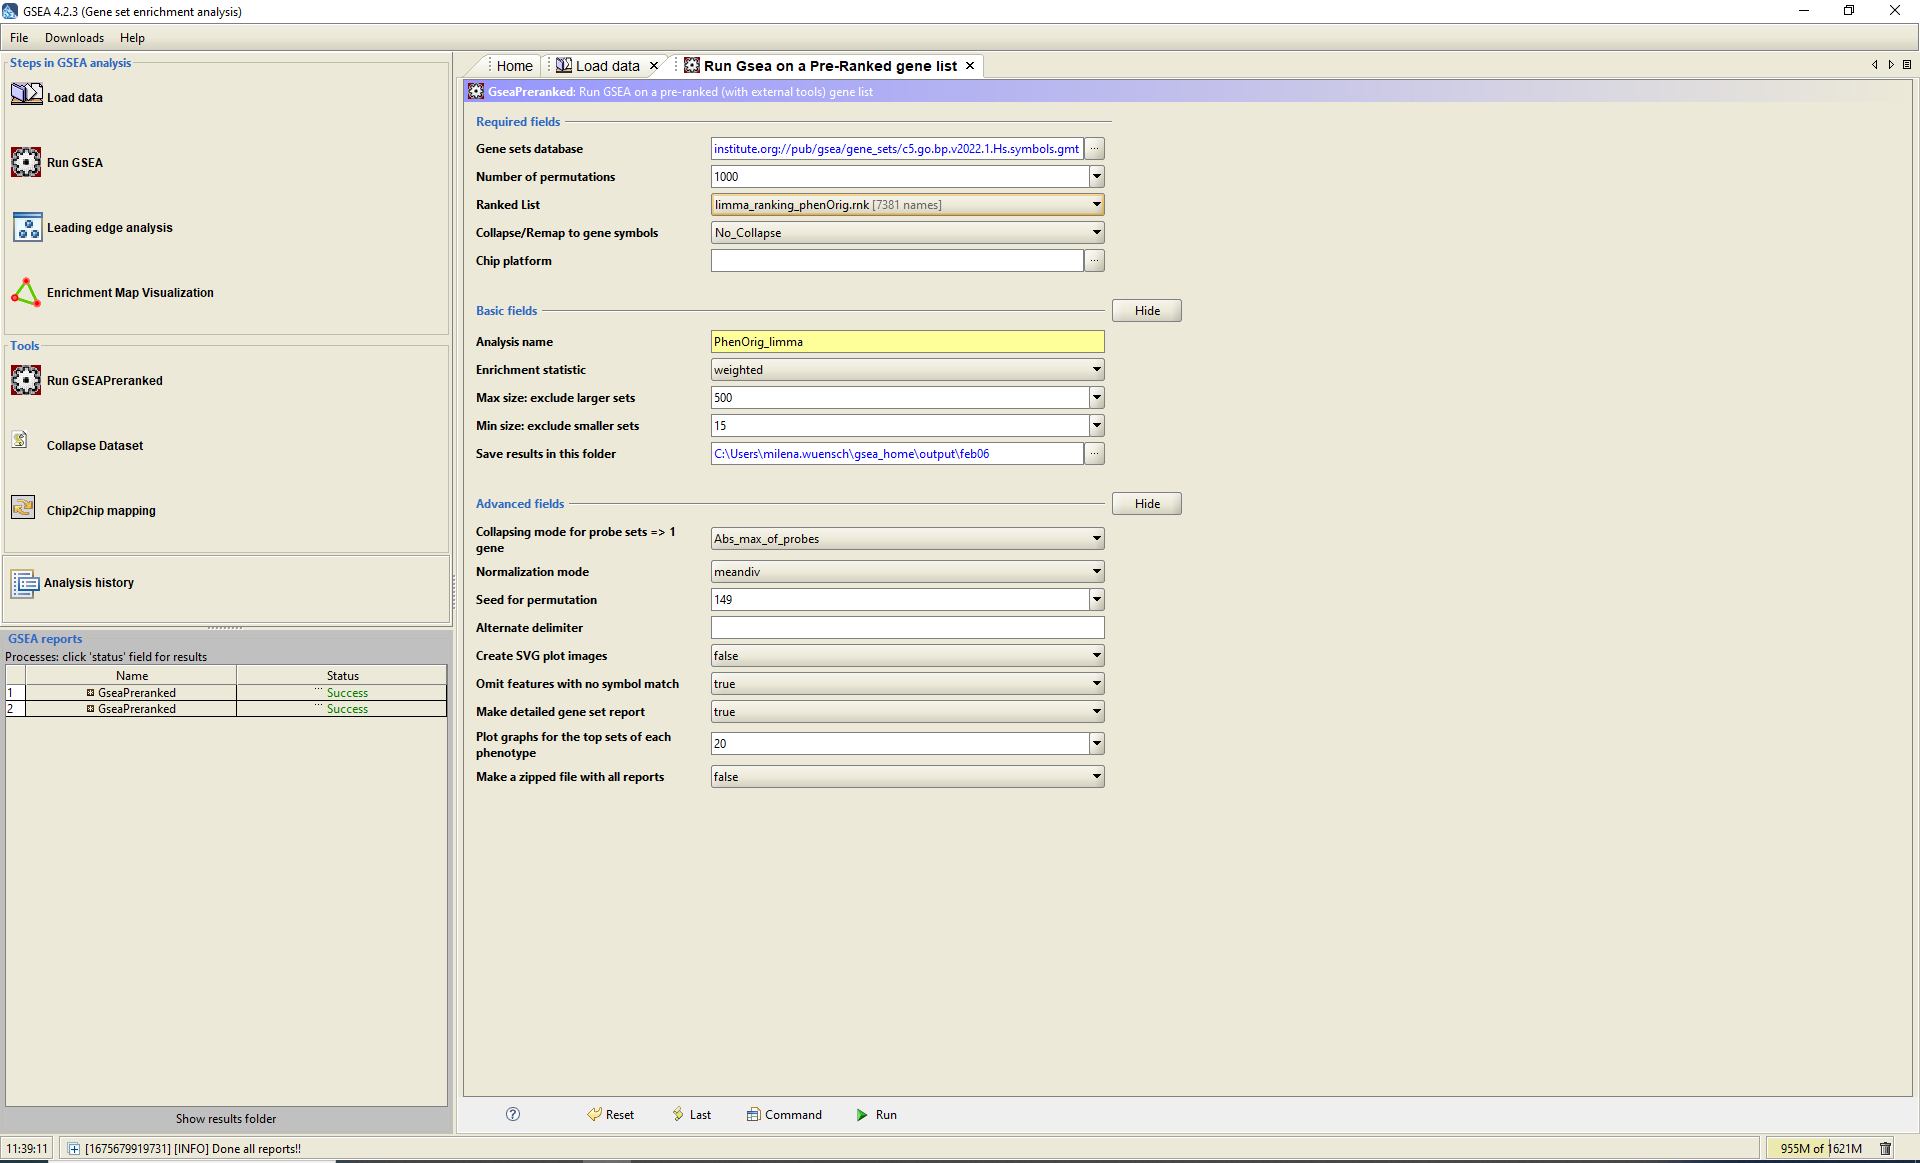 GSEA 4.2.3 (Gene set enrichment analysis)
File Downloads Help
Steps in GSEA analysis
Load data
Run GSEA
Leading edge analysis
Enrichment Map Visualization
Tools
Run GSEAPreranked
Collapse Dataset
Chip2Chip mapping
Analysis history
GSEA reports
Processes: click 'status' field for results
Name Status
1 GseaPreranked ... Success
2 GseaPreranked ... Success
Show results folder
Home Load data Run Gsea on a Pre-Ranked gene list
GseaPreranked: Run GSEA on a pre-ranked (with external tools) gene list
Required fields
Gene sets database institute.org://pub/gsea/gene_sets/c5.go.bp.v2022.1.Hs.symbols.gmt ...
Number of permutations 1000
Ranked List limma_ranking_phenOrig.rnk [7381 names]
Collapse/Remap to gene symbols No_Collapse
Chip platform ...
Basic fields Hide
Analysis name PhenOrig_limma
Enrichment statistic weighted
Max size: exclude larger sets 500
Min size: exclude smaller sets 15
Save results in this folder C:\Users\milena.wuensch\gsea_home\output\feb06 ...
Advanced fields Hide
Collapsing mode for probe sets => 1
gene Abs_max_of_probes
Normalization mode meandiv
Seed for permutation 149
Alternate delimiter
Create SVG plot images false
Omit features with no symbol match true
Make detailed gene set report true
Plot graphs for the top sets of each
phenotype 20
Make a zipped file with all reports false
? Reset Last Command Run
11:39:11 [1675679919731] [INFO] Done all reports!! 955M of 1621M